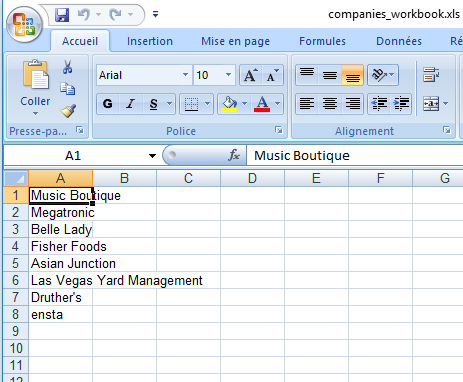 companies_workbook.xls
Accueil Insertion Mise en page Formules Données Ré
Coller
Arial 10
G I S
Presse-pa... Police Alignement
A1 fx Music Boutique
A B C D E F G
1 Music Boutique
2 Megatronic
3 Belle Lady
4 Fisher Foods
5 Asian Junction
6 Las Vegas Yard Management
7 Druther's
8 ensta
9
10
11
12